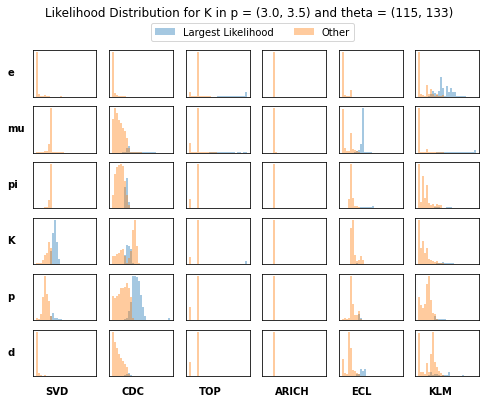 Likelihood Distribution for K in p = (3.0, 3.5) and theta = (115, 133)
Largest Likelihood Other
e
mu
pi
K
p
d
SVD CDC TOP ARICH ECL KLM